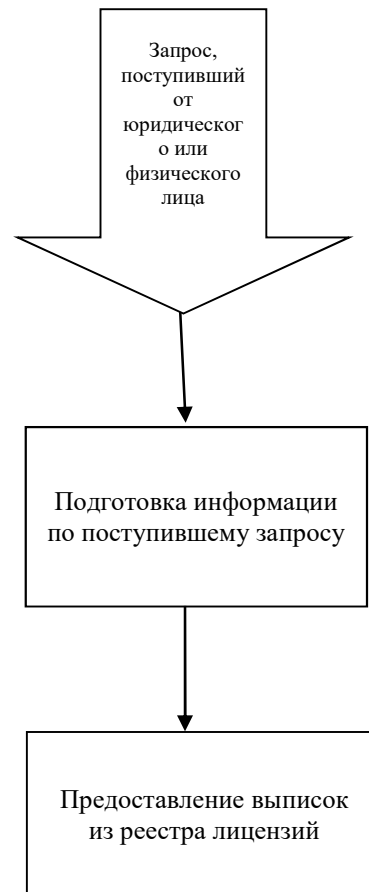 Запрос,
поступивший
от
юридическог
о или
физического
лица
Подготовка информации
по поступившему запросу
Предоставление выписок
из реестра лицензий